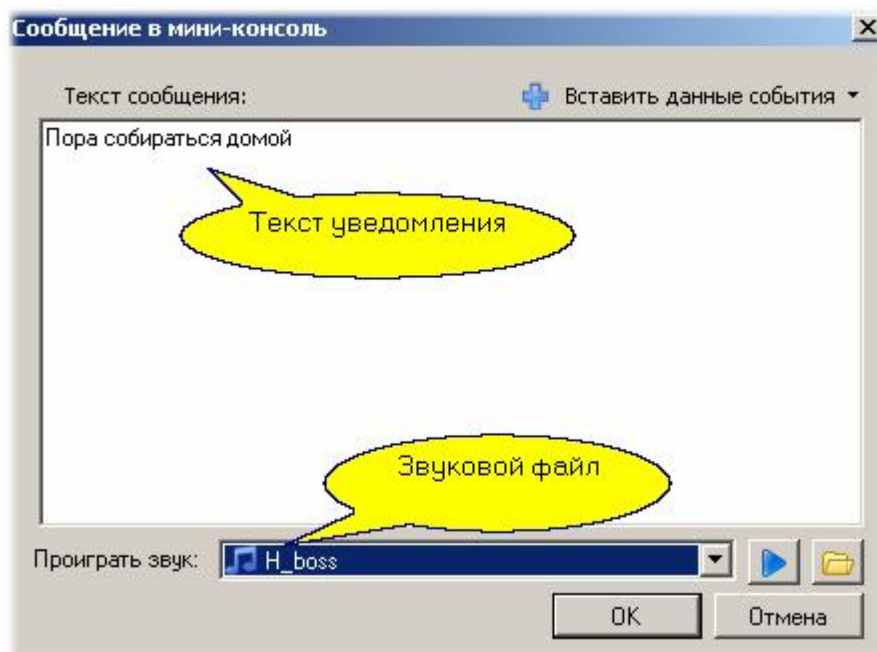 Сообщение в мини-консоль
Текст сообщения:
Вставить данные события
Пора собираться домой
Текст уведомления
Звуковой файл
Проиграть звук:
H_boss
OK
Отмена